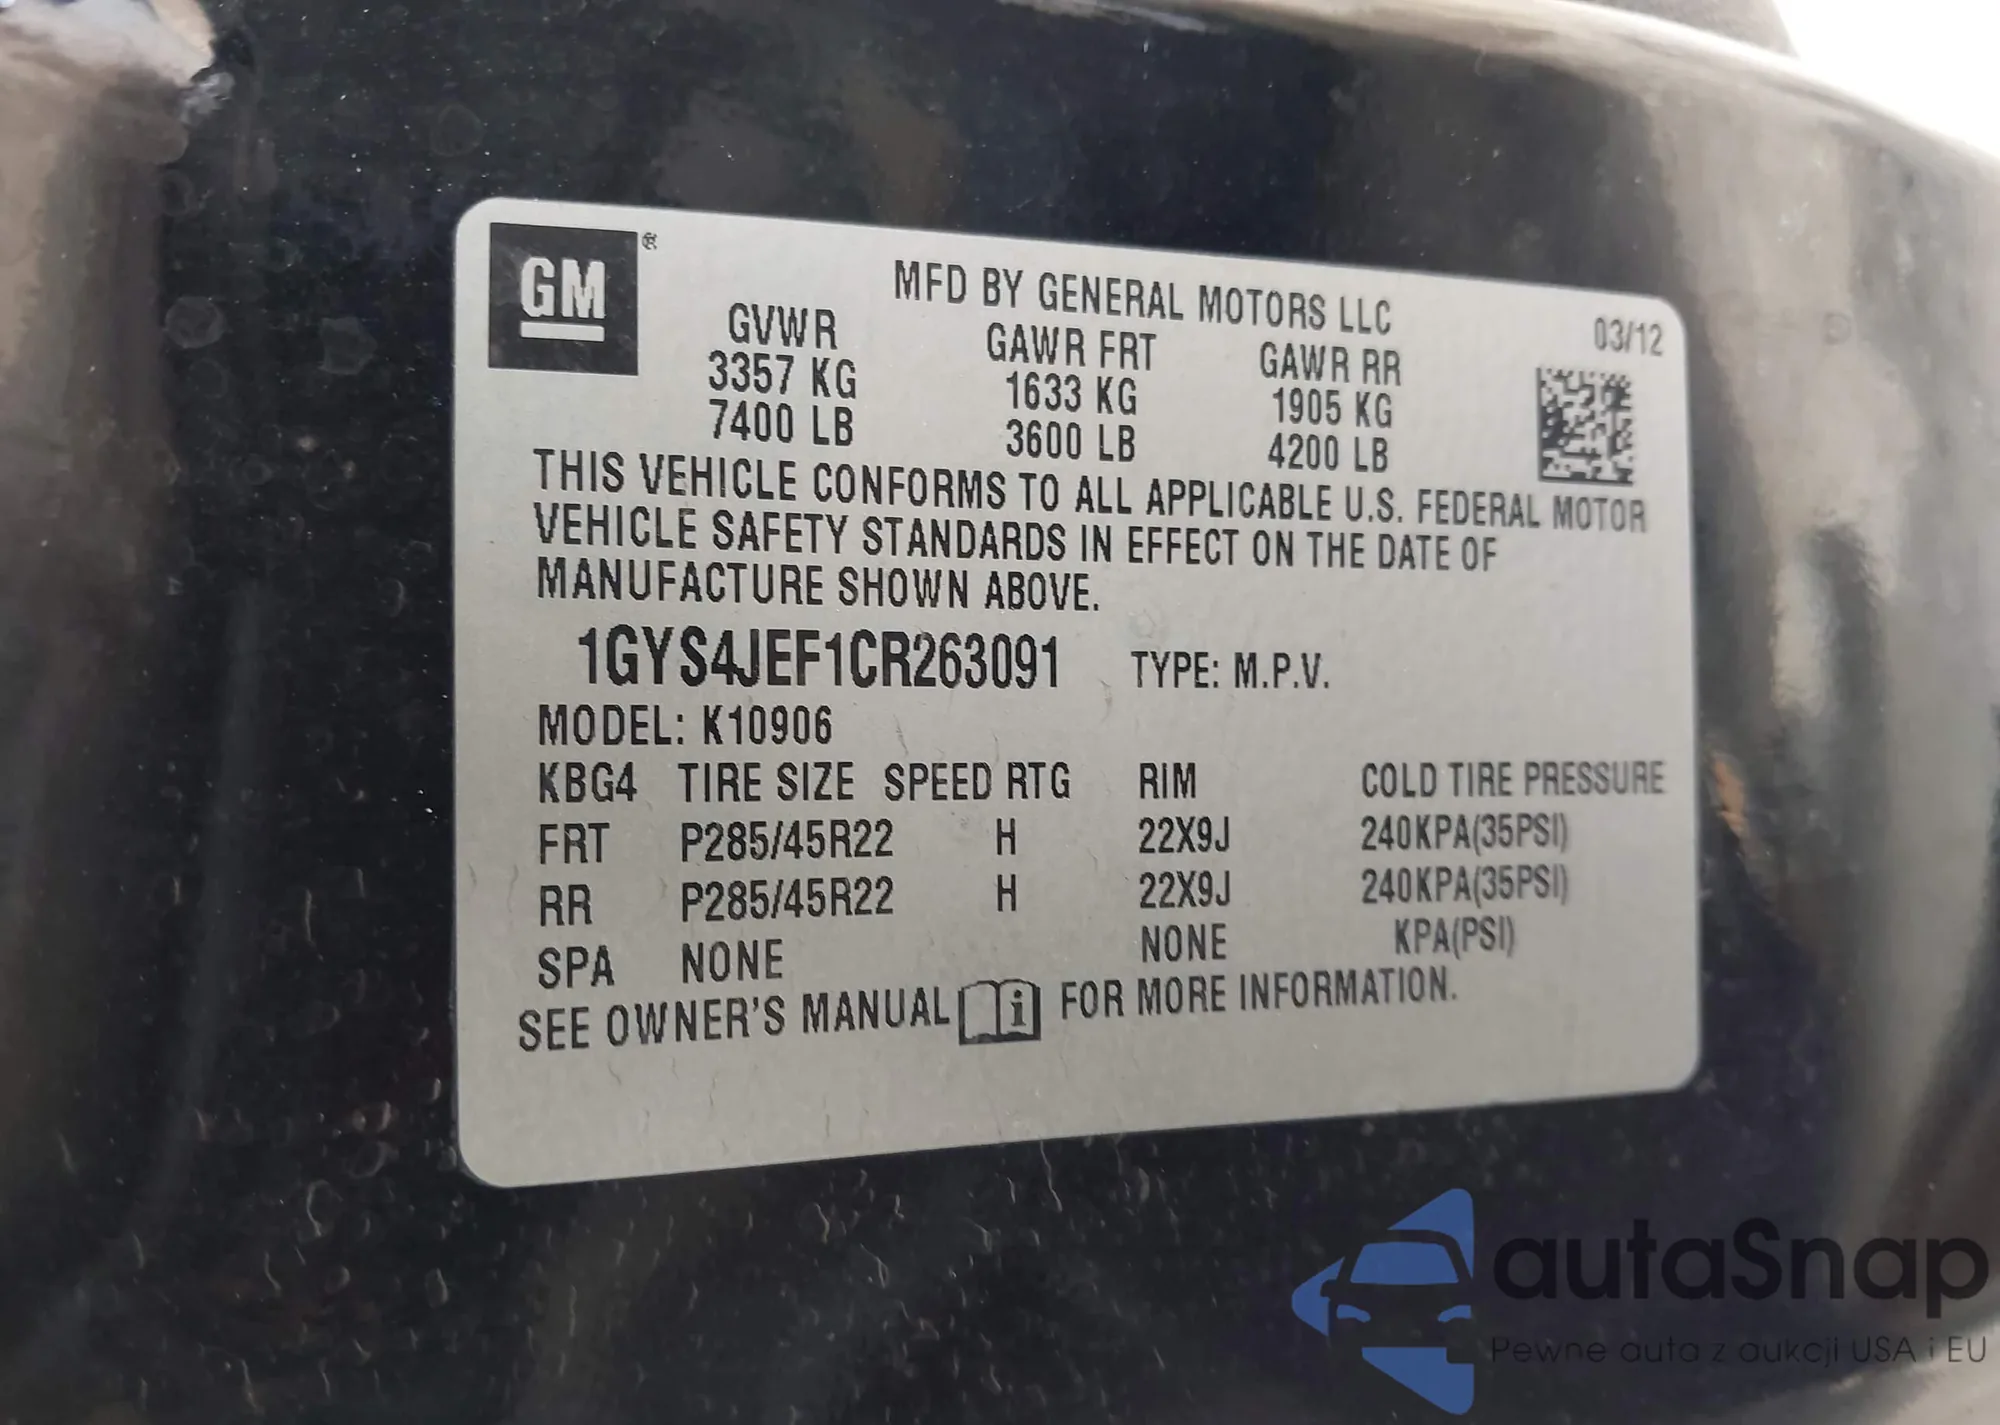 GM ®
MFD BY GENERAL MOTORS LLC
03/12
GVWR GAWR FRT GAWR RR
3357 KG 1633 KG 1905 KG
7400 LB 3600 LB 4200 LB
THIS VEHICLE CONFORMS TO ALL APPLICABLE U.S. FEDERAL MOTOR
VEHICLE SAFETY STANDARDS IN EFFECT ON THE DATE OF
MANUFACTURE SHOWN ABOVE.
1GYS4JEF1CR263091 TYPE: M.P.V.
MODEL: K10906
KBG4 TIRE SIZE SPEED RTG RIM COLD TIRE PRESSURE
FRT P285/45R22 H 22X9J 240KPA(35PSI)
RR P285/45R22 H 22X9J 240KPA(35PSI)
SPA NONE NONE KPA(PSI)
SEE OWNER'S MANUAL i FOR MORE INFORMATION.
autaSnap
Pewne auta z aukcji USA i EU